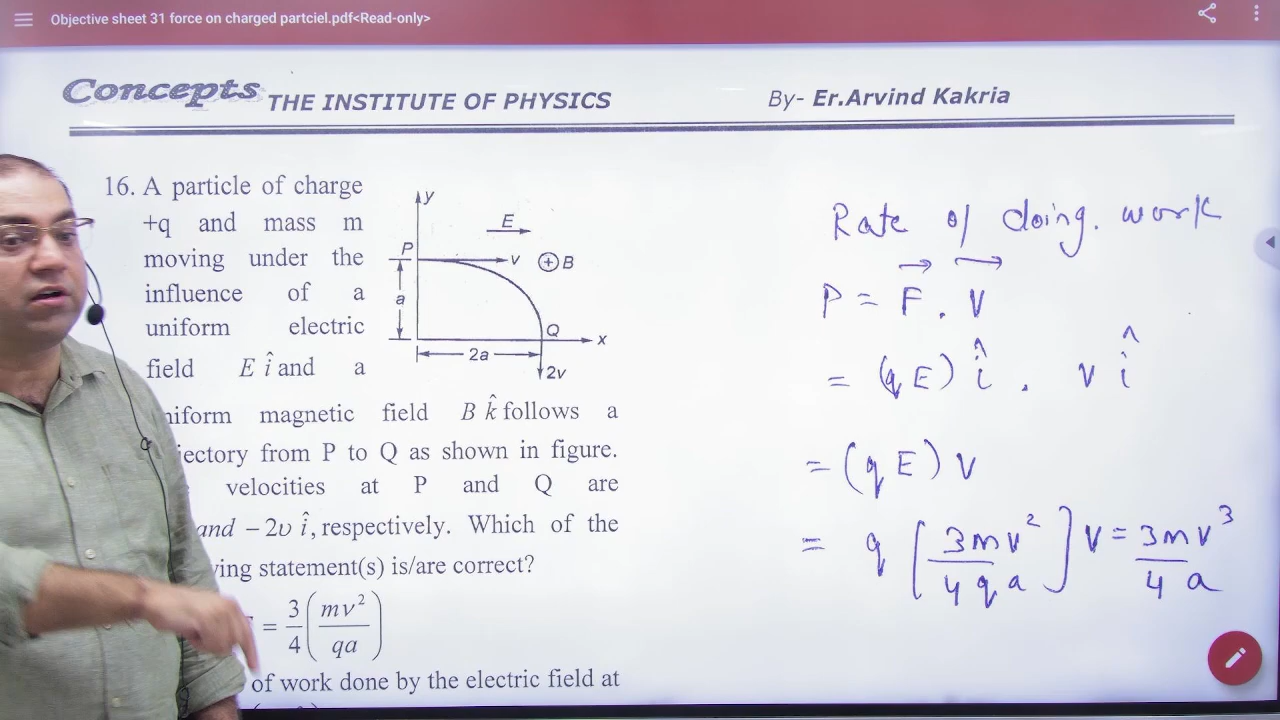 Objective sheet 31 force on charged partciel.pdf<Read-only>
Concepts THE INSTITUTE OF PHYSICS By- Er.Arvind Kakria
16. A particle of charge
+q and mass m
moving under the
influence of a
uniform electric
field E î and a
uniform magnetic field B k̂ follows a
trajectory from P to Q as shown in figure.
velocities at P and Q are
and − 2υ î, respectively. Which of the
statement(s) is/are correct?
= 3/4 (mv²/qa)
of work done by the electric field at
y
E
P
v
⊕ B
a
Q
x
2a
2v
Rate of doing. work
P = F⃗ . V⃗
= (qE) î . v î
= (qE) v
= q [3mv²/4qa] v = 3mv³/4a